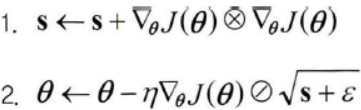 1. s ← s + ∇θJ(θ) ⊗ ∇θJ(θ)
2. θ ← θ − η∇θJ(θ) ⊘ √(s + ε)